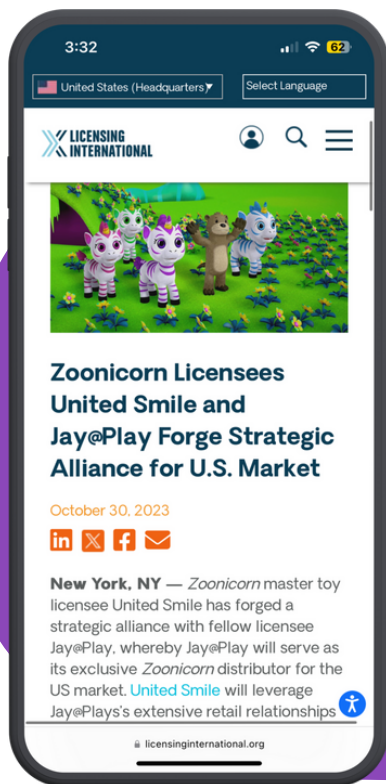 3:32
62
United States (Headquarters)
Select Language
LICENSING
INTERNATIONAL
Zoonicorn Licensees
United Smile and
Jay@Play Forge Strategic
Alliance for U.S. Market
October 30, 2023
New York, NY — Zoonicorn master toy
licensee United Smile has forged a
strategic alliance with fellow licensee
Jay@Play, whereby Jay@Play will serve as
its exclusive Zoonicorn distributor for the
US market. United Smile will leverage
Jay@Plays's extensive retail relationships
licensinginternational.org